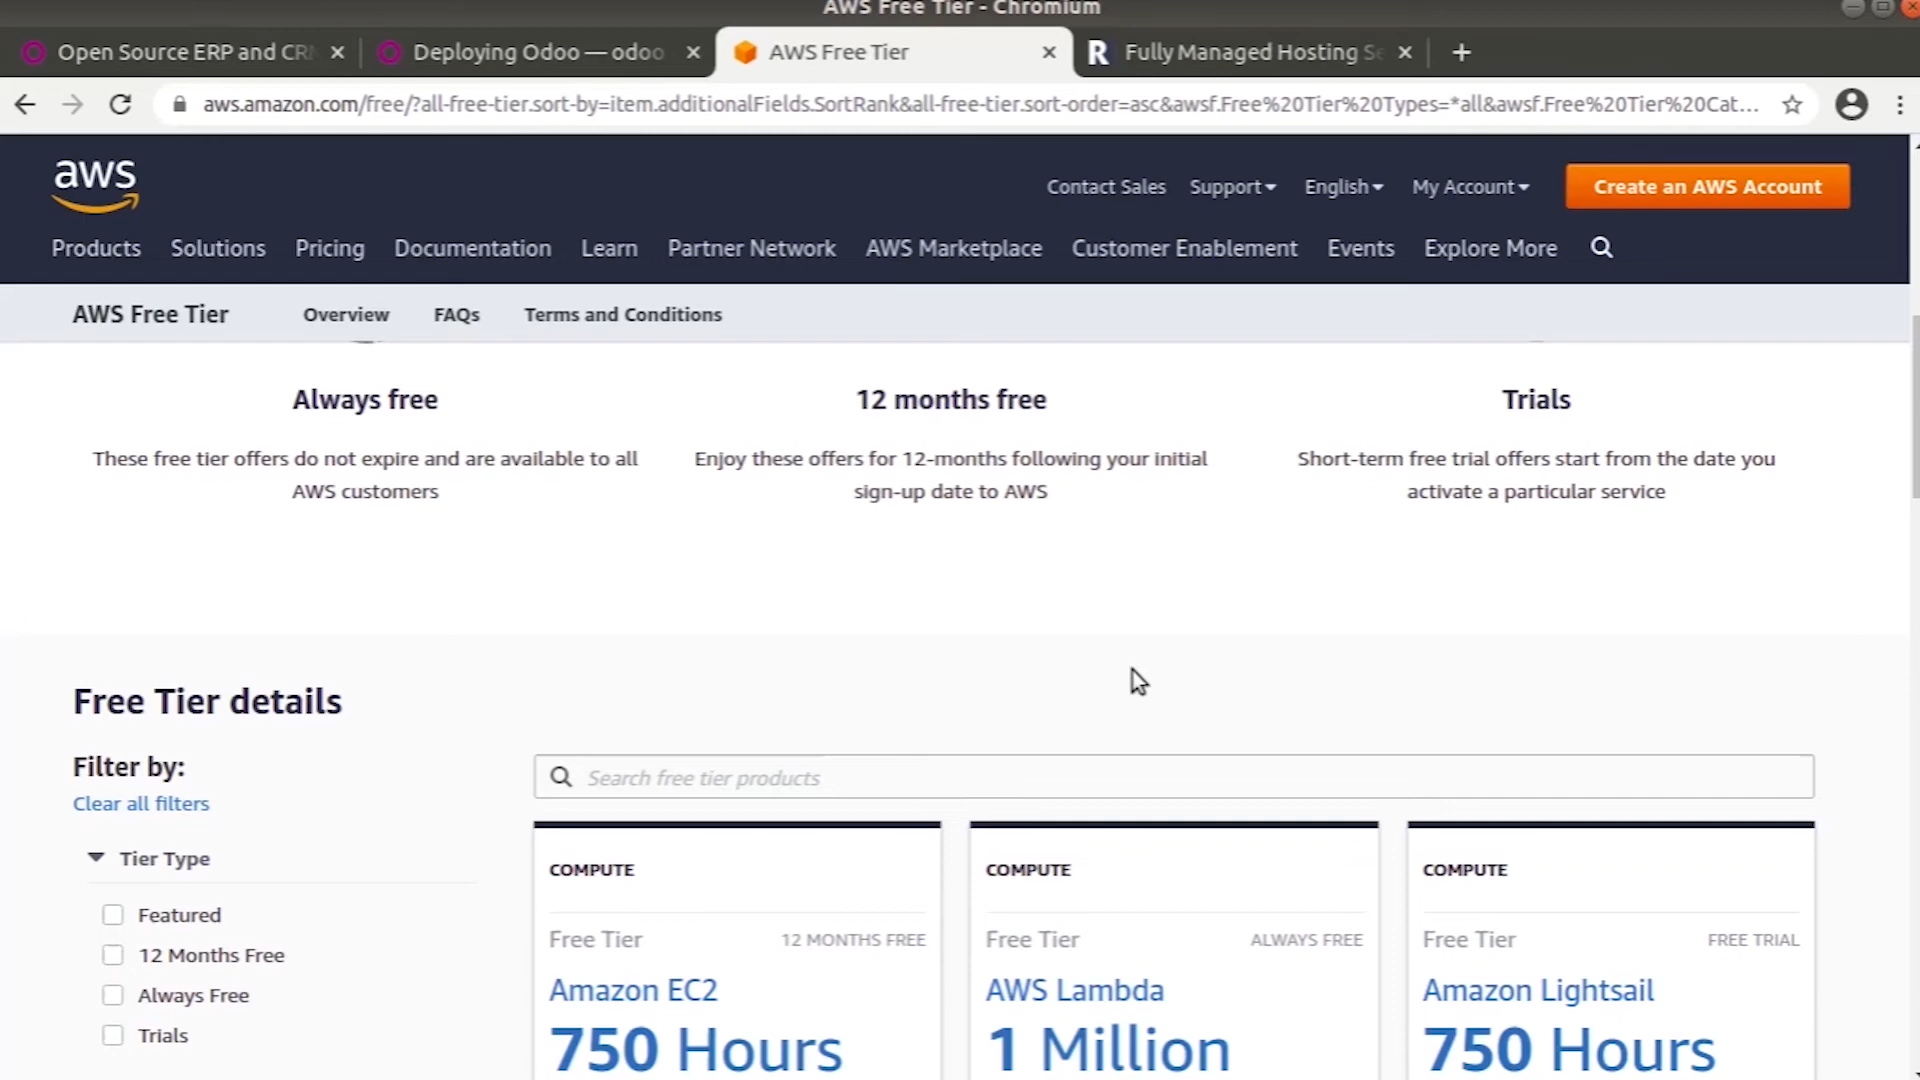 AWS Free Tier - Chromium
Open Source ERP and CR
Deploying Odoo — odoo
AWS Free Tier
Fully Managed Hosting Se
aws.amazon.com/free/?all-free-tier.sort-by=item.additionalFields.SortRank&all-free-tier.sort-order=asc&awsf.Free%20Tier%20Types=*all&awsf.Free%20Tier%20Cat...
aws
Contact Sales Support English My Account Create an AWS Account
Products Solutions Pricing Documentation Learn Partner Network AWS Marketplace Customer Enablement Events Explore More
AWS Free Tier Overview FAQs Terms and Conditions
Always free
These free tier offers do not expire and are available to all
AWS customers
12 months free
Enjoy these offers for 12-months following your initial
sign-up date to AWS
Trials
Short-term free trial offers start from the date you
activate a particular service
Free Tier details
Filter by:
Clear all filters
Tier Type
Featured
12 Months Free
Always Free
Trials
Search free tier products
COMPUTE
Free Tier 12 MONTHS FREE
Amazon EC2
750 Hours
COMPUTE
Free Tier ALWAYS FREE
AWS Lambda
1 Million
COMPUTE
Free Tier FREE TRIAL
Amazon Lightsail
750 Hours